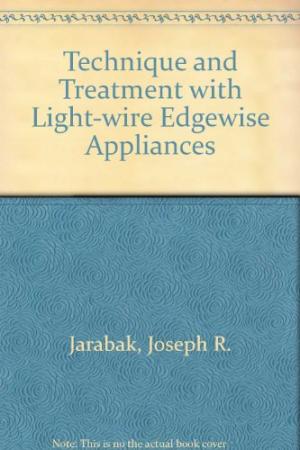 Technique and
Treatment with
Light-wire Edgewise
Appliances
Jarabak, Joseph R.
Note: This is no the actual book cover